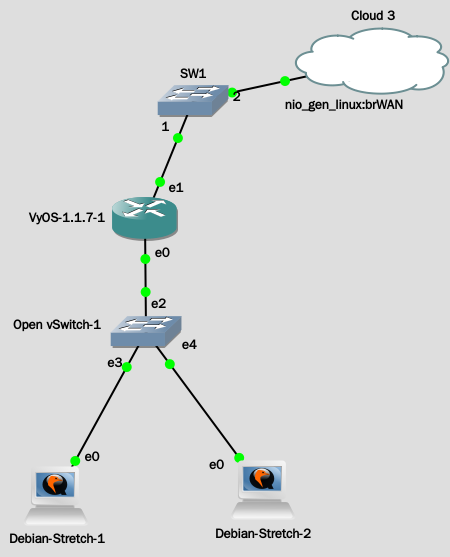 Cloud 3
SW1
2
nio_gen_linux:brWAN
1
e1
VyOS-1.1.7-1
e0
e2
Open vSwitch-1
e4
e3
e0
e0
Debian-Stretch-1
Debian-Stretch-2